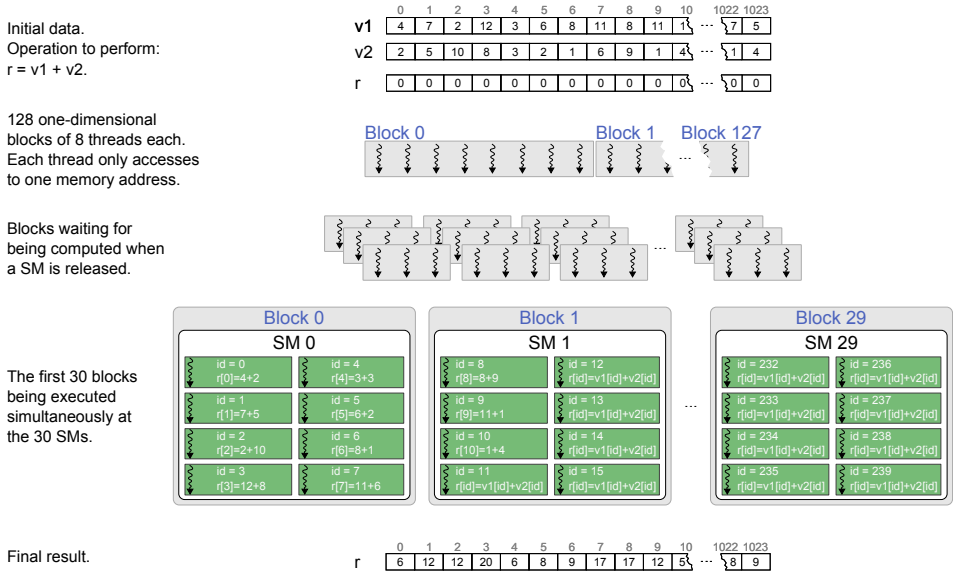 0 1 2 3 4 5 6 7 8 9 10 1022 1023
Initial data.
Operation to perform:
r = v1 + v2.
v1 4 7 2 12 3 6 8 11 8 11 1 ... 7 5
v2 2 5 10 8 3 2 1 6 9 1 4 ... 1 4
r 0 0 0 0 0 0 0 0 0 0 0 ... 0 0
128 one-dimensional
blocks of 8 threads each.
Each thread only accesses
to one memory address.
Block 0 Block 1 Block 127
...
Blocks waiting for
being computed when
a SM is released.
...
The first 30 blocks
being executed
simultaneously at
the 30 SMs.
Block 0
SM 0
id = 0 id = 4
r[0]=4+2 r[4]=3+3
id = 1 id = 5
r[1]=7+5 r[5]=6+2
id = 2 id = 6
r[2]=2+10 r[6]=8+1
id = 3 id = 7
r[3]=12+8 r[7]=11+6
Block 1
SM 1
id = 8 id = 12
r[8]=8+9 r[id]=v1[id]+v2[id]
id = 9 id = 13
r[9]=11+1 r[id]=v1[id]+v2[id]
id = 10 id = 14
r[10]=1+4 r[id]=v1[id]+v2[id]
id = 11 id = 15
r[id]=v1[id]+v2[id] r[id]=v1[id]+v2[id]
...
Block 29
SM 29
id = 232 id = 236
r[id]=v1[id]+v2[id] r[id]=v1[id]+v2[id]
id = 233 id = 237
r[id]=v1[id]+v2[id] r[id]=v1[id]+v2[id]
id = 234 id = 238
r[id]=v1[id]+v2[id] r[id]=v1[id]+v2[id]
id = 235 id = 239
r[id]=v1[id]+v2[id] r[id]=v1[id]+v2[id]
Final result.
0 1 2 3 4 5 6 7 8 9 10 1022 1023
r 6 12 12 20 6 8 9 17 17 12 5 ... 8 9